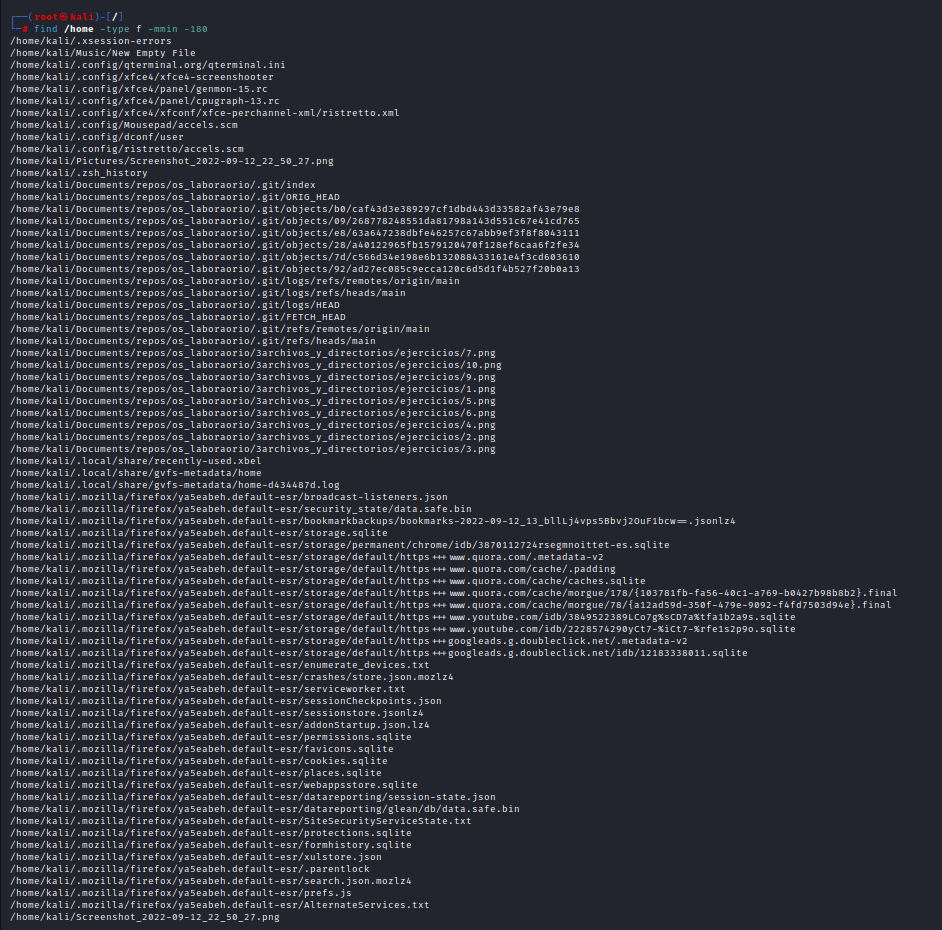 ┌──(root㉿kali)-[/]
└─# find /home -type f -mmin -180
/home/kali/.xsession-errors
/home/kali/Music/New Empty File
/home/kali/.config/qterminal.org/qterminal.ini
/home/kali/.config/xfce4/xfce4-screenshooter
/home/kali/.config/xfce4/panel/genmon-15.rc
/home/kali/.config/xfce4/panel/cpugraph-13.rc
/home/kali/.config/xfce4/xfconf/xfce-perchannel-xml/ristretto.xml
/home/kali/.config/Mousepad/accels.scm
/home/kali/.config/dconf/user
/home/kali/.config/ristretto/accels.scm
/home/kali/Pictures/Screenshot_2022-09-12_22_50_27.png
/home/kali/.zsh_history
/home/kali/Documents/repos/os_laboraorio/.git/index
/home/kali/Documents/repos/os_laboraorio/.git/ORIG_HEAD
/home/kali/Documents/repos/os_laboraorio/.git/objects/b0/caf43d3e389297cf1dbd443d33582af43e79e8
/home/kali/Documents/repos/os_laboraorio/.git/objects/09/268778248551da81798a143d551c67e41cd765
/home/kali/Documents/repos/os_laboraorio/.git/objects/e8/63a647238dbfe46257c67abb9ef3f8f8043111
/home/kali/Documents/repos/os_laboraorio/.git/objects/28/a40122965fb1579120470f128ef6caa6f2fe34
/home/kali/Documents/repos/os_laboraorio/.git/objects/7d/c566d34e198e6b132088433161e4f3cd603610
/home/kali/Documents/repos/os_laboraorio/.git/objects/92/ad27ec085c9ecca120c6d5d1f4b527f20b0a13
/home/kali/Documents/repos/os_laboraorio/.git/logs/refs/remotes/origin/main
/home/kali/Documents/repos/os_laboraorio/.git/logs/refs/heads/main
/home/kali/Documents/repos/os_laboraorio/.git/logs/HEAD
/home/kali/Documents/repos/os_laboraorio/.git/FETCH_HEAD
/home/kali/Documents/repos/os_laboraorio/.git/refs/remotes/origin/main
/home/kali/Documents/repos/os_laboraorio/.git/refs/heads/main
/home/kali/Documents/repos/os_laboraorio/3archivos_y_directorios/ejercicios/7.png
/home/kali/Documents/repos/os_laboraorio/3archivos_y_directorios/ejercicios/10.png
/home/kali/Documents/repos/os_laboraorio/3archivos_y_directorios/ejercicios/9.png
/home/kali/Documents/repos/os_laboraorio/3archivos_y_directorios/ejercicios/1.png
/home/kali/Documents/repos/os_laboraorio/3archivos_y_directorios/ejercicios/5.png
/home/kali/Documents/repos/os_laboraorio/3archivos_y_directorios/ejercicios/6.png
/home/kali/Documents/repos/os_laboraorio/3archivos_y_directorios/ejercicios/4.png
/home/kali/Documents/repos/os_laboraorio/3archivos_y_directorios/ejercicios/2.png
/home/kali/Documents/repos/os_laboraorio/3archivos_y_directorios/ejercicios/3.png
/home/kali/.local/share/recently-used.xbel
/home/kali/.local/share/gvfs-metadata/home
/home/kali/.local/share/gvfs-metadata/home-d434487d.log
/home/kali/.mozilla/firefox/ya5eabeh.default-esr/broadcast-listeners.json
/home/kali/.mozilla/firefox/ya5eabeh.default-esr/security_state/data.safe.bin
/home/kali/.mozilla/firefox/ya5eabeh.default-esr/bookmarkbackups/bookmarks-2022-09-12_13_bllLj4vps5Bbvj2OuF1bcw==.jsonlz4
/home/kali/.mozilla/firefox/ya5eabeh.default-esr/storage.sqlite
/home/kali/.mozilla/firefox/ya5eabeh.default-esr/storage/permanent/chrome/idb/3870112724rsegmnoittet-es.sqlite
/home/kali/.mozilla/firefox/ya5eabeh.default-esr/storage/default/https+++www.quora.com/.metadata-v2
/home/kali/.mozilla/firefox/ya5eabeh.default-esr/storage/default/https+++www.quora.com/cache/.padding
/home/kali/.mozilla/firefox/ya5eabeh.default-esr/storage/default/https+++www.quora.com/cache/caches.sqlite
/home/kali/.mozilla/firefox/ya5eabeh.default-esr/storage/default/https+++www.quora.com/cache/morgue/178/{103781fb-fa56-40c1-a769-b0427b98b8b2}.final
/home/kali/.mozilla/firefox/ya5eabeh.default-esr/storage/default/https+++www.quora.com/cache/morgue/78/{a12ad59d-350f-479e-9092-f4fd7503d94e}.final
/home/kali/.mozilla/firefox/ya5eabeh.default-esr/storage/default/https+++www.youtube.com/idb/3849522389LCo7g%sCD7a%tfa1b2a9s.sqlite
/home/kali/.mozilla/firefox/ya5eabeh.default-esr/storage/default/https+++www.youtube.com/idb/2228574290yCt7-%iCt7-%rfe1s2p9o.sqlite
/home/kali/.mozilla/firefox/ya5eabeh.default-esr/storage/default/https+++googleads.g.doubleclick.net/.metadata-v2
/home/kali/.mozilla/firefox/ya5eabeh.default-esr/storage/default/https+++googleads.g.doubleclick.net/idb/12183338011.sqlite
/home/kali/.mozilla/firefox/ya5eabeh.default-esr/enumerate_devices.txt
/home/kali/.mozilla/firefox/ya5eabeh.default-esr/crashes/store.json.mozlz4
/home/kali/.mozilla/firefox/ya5eabeh.default-esr/serviceworker.txt
/home/kali/.mozilla/firefox/ya5eabeh.default-esr/sessionCheckpoints.json
/home/kali/.mozilla/firefox/ya5eabeh.default-esr/sessionstore.jsonlz4
/home/kali/.mozilla/firefox/ya5eabeh.default-esr/addonStartup.json.lz4
/home/kali/.mozilla/firefox/ya5eabeh.default-esr/permissions.sqlite
/home/kali/.mozilla/firefox/ya5eabeh.default-esr/favicons.sqlite
/home/kali/.mozilla/firefox/ya5eabeh.default-esr/cookies.sqlite
/home/kali/.mozilla/firefox/ya5eabeh.default-esr/places.sqlite
/home/kali/.mozilla/firefox/ya5eabeh.default-esr/webappsstore.sqlite
/home/kali/.mozilla/firefox/ya5eabeh.default-esr/datareporting/session-state.json
/home/kali/.mozilla/firefox/ya5eabeh.default-esr/datareporting/glean/db/data.safe.bin
/home/kali/.mozilla/firefox/ya5eabeh.default-esr/SiteSecurityServiceState.txt
/home/kali/.mozilla/firefox/ya5eabeh.default-esr/protections.sqlite
/home/kali/.mozilla/firefox/ya5eabeh.default-esr/formhistory.sqlite
/home/kali/.mozilla/firefox/ya5eabeh.default-esr/xulstore.json
/home/kali/.mozilla/firefox/ya5eabeh.default-esr/.parentlock
/home/kali/.mozilla/firefox/ya5eabeh.default-esr/search.json.mozlz4
/home/kali/.mozilla/firefox/ya5eabeh.default-esr/prefs.js
/home/kali/.mozilla/firefox/ya5eabeh.default-esr/AlternateServices.txt
/home/kali/Screenshot_2022-09-12_22_50_27.png